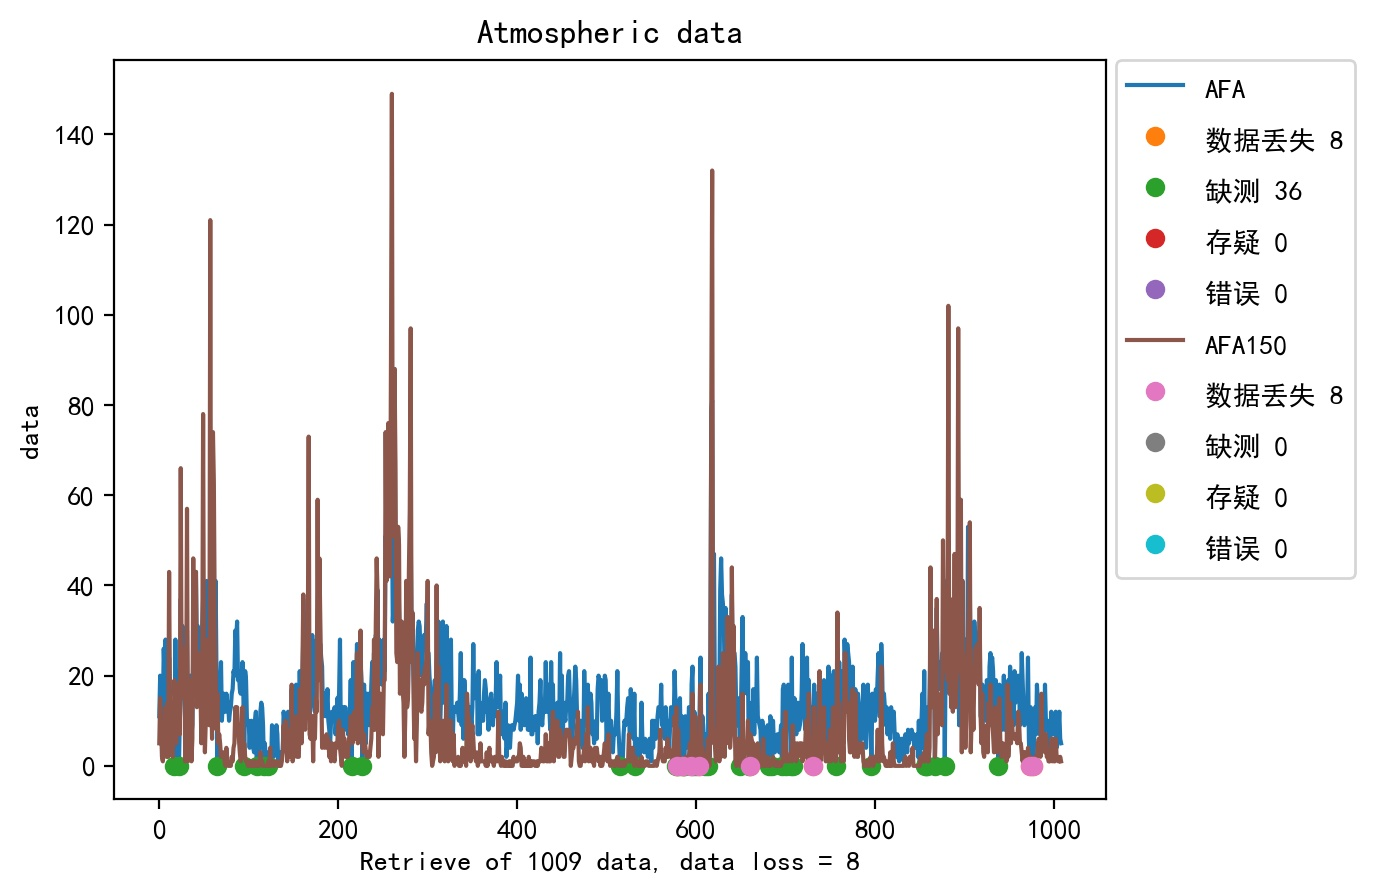 Atmospheric data
data
140
120
100
80
60
40
20
0
0 200 400 600 800 1000
Retrieve of 1009 data, data loss = 8
AFA
数据丢失 8
缺测 36
存疑 0
错误 0
AFA150
数据丢失 8
缺测 0
存疑 0
错误 0